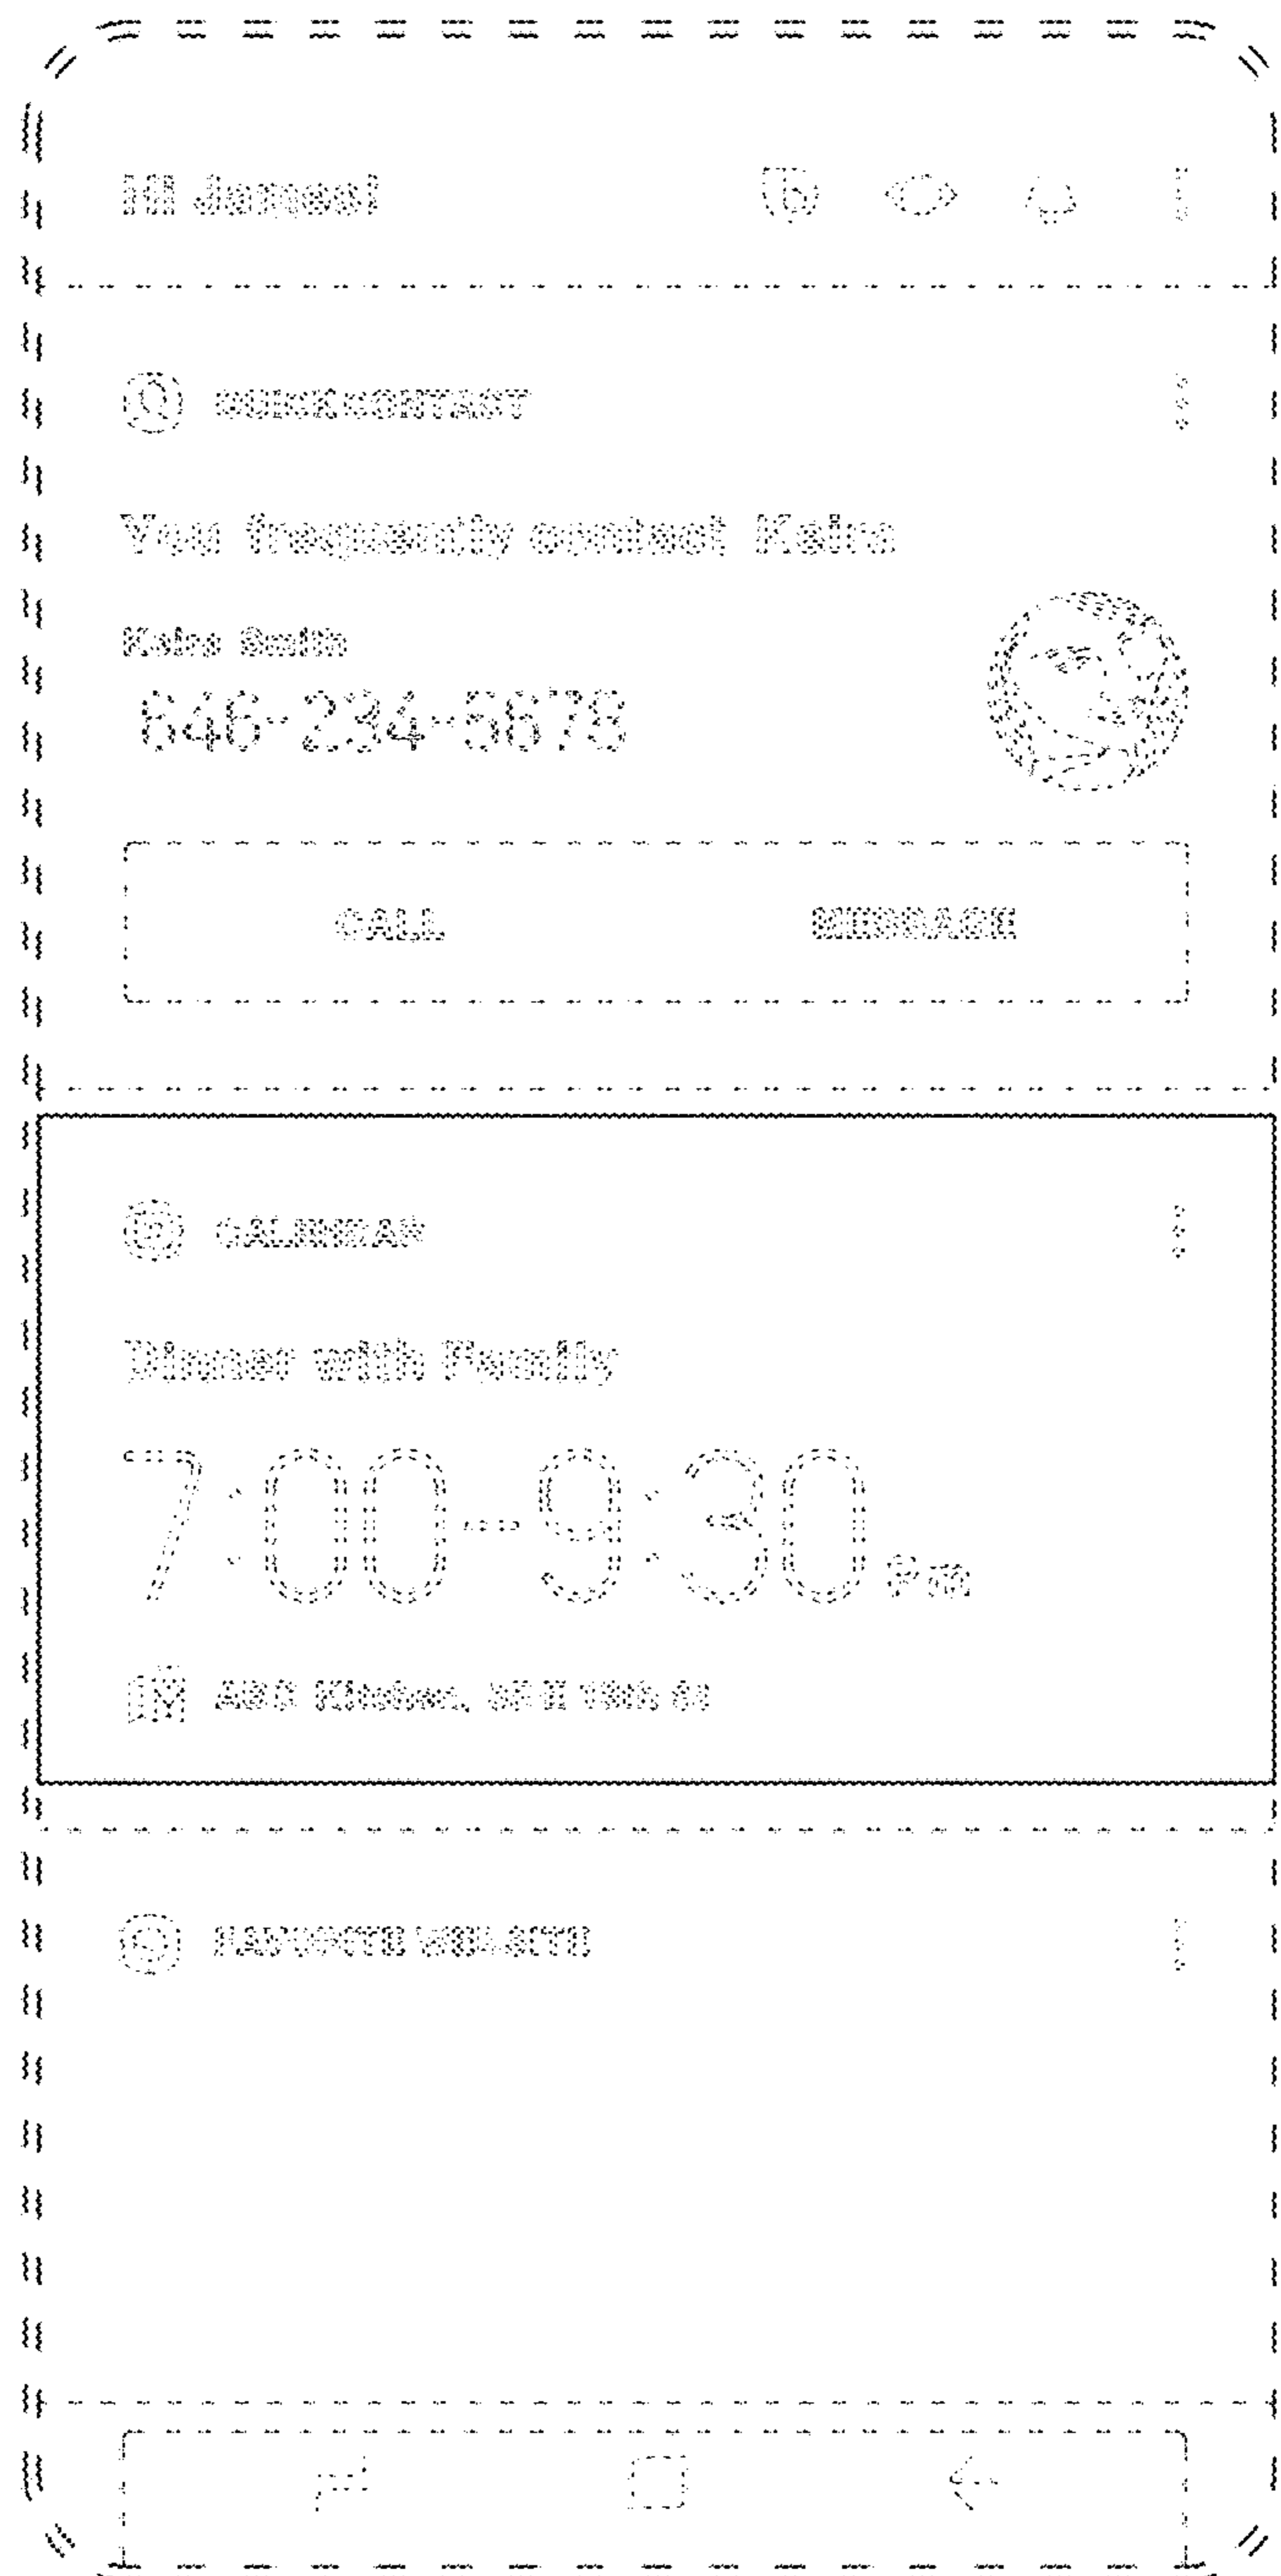 Hi James!
QUICK CONTACT
You frequently contact Keira
Keira Smith
646-234-5678
CALL MESSAGE
CALENDAR
Dinner with Family
7:00-9:30 PM
Kitchen,
FAVORITE WEBSITE